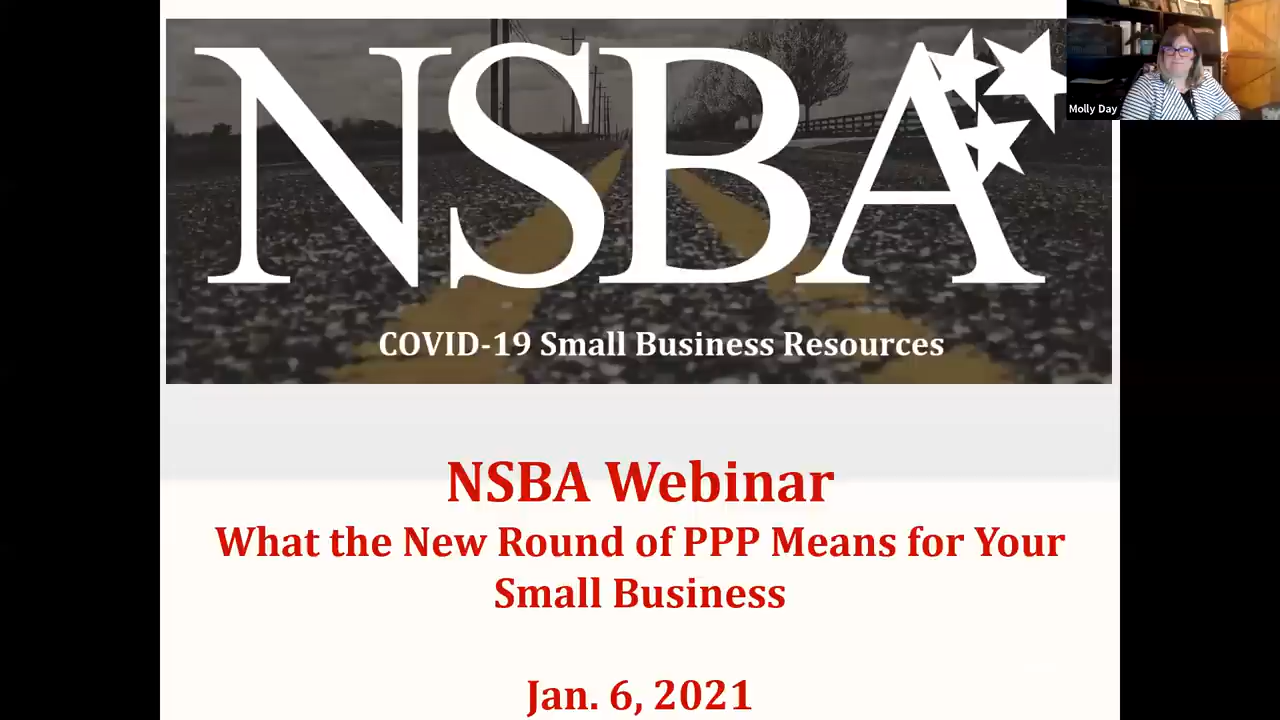 NSBA
Molly Day
COVID-19 Small Business Resources
NSBA Webinar
What the New Round of PPP Means for Your
Small Business
Jan. 6, 2021